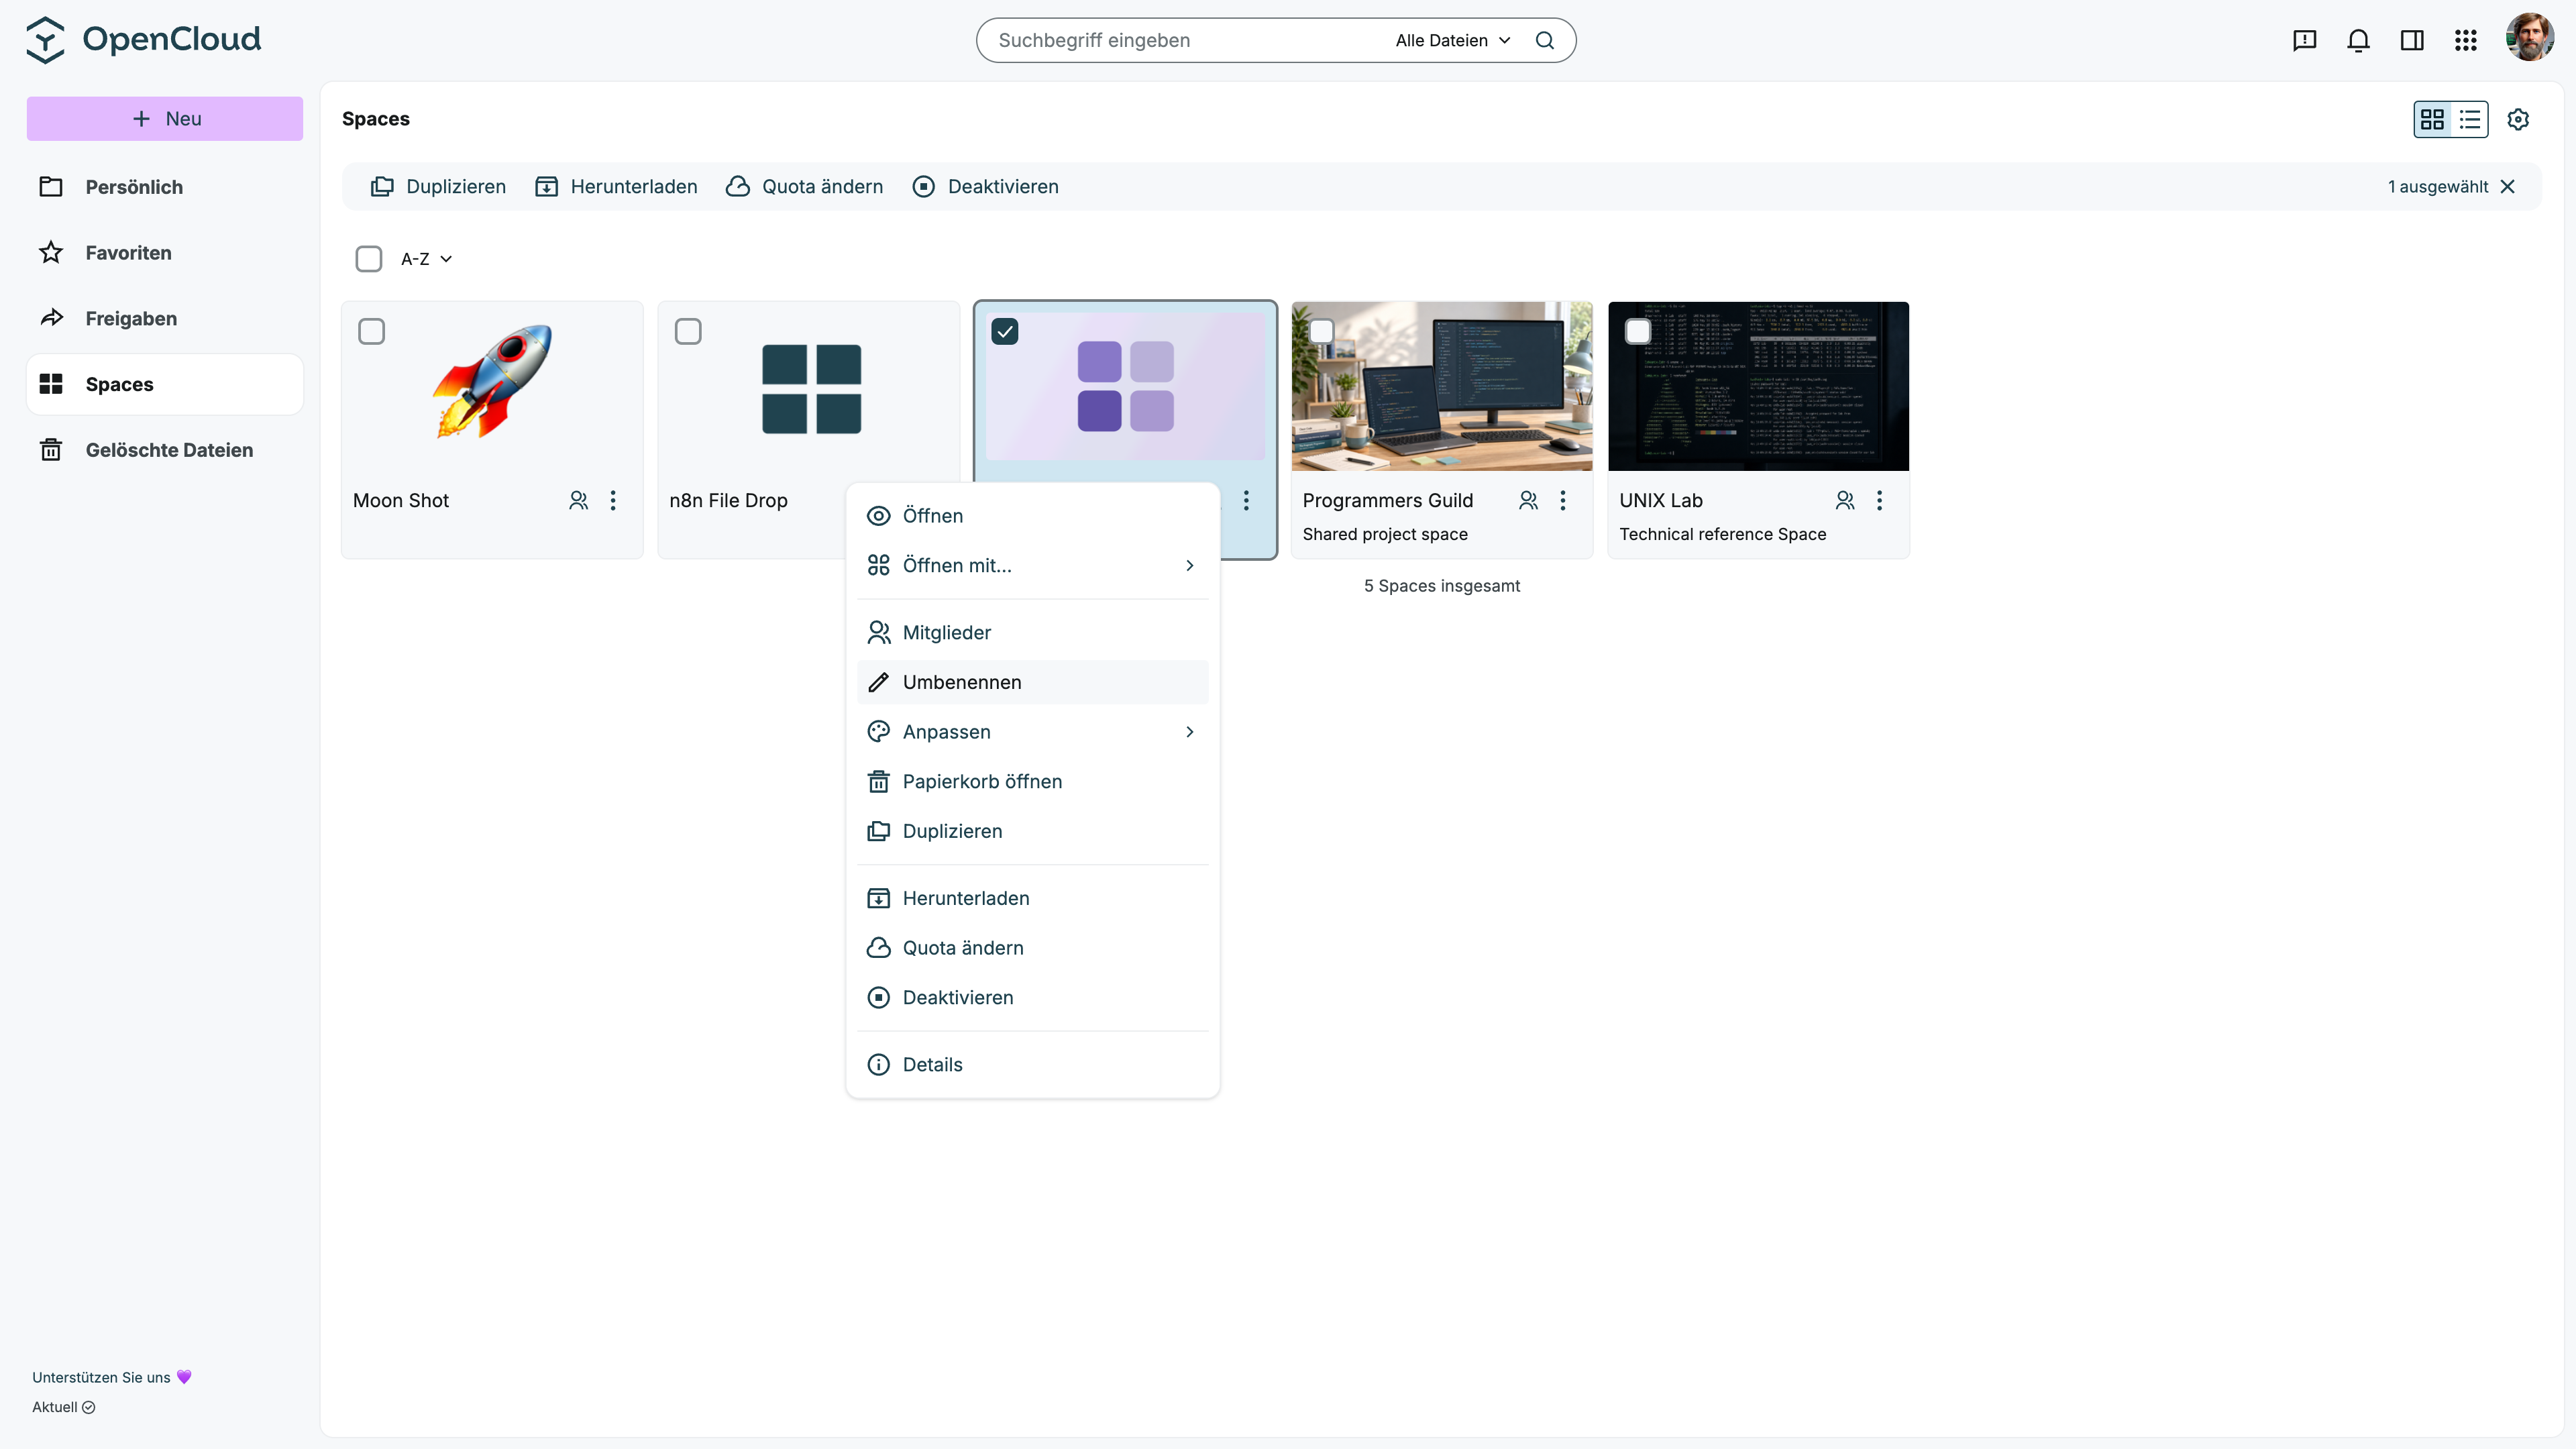 OpenCloud
Suchbegriff eingeben
Alle Dateien
Neu
Persönlich
Favoriten
Freigaben
Spaces
Gelöschte Dateien
Spaces
Duplizieren
Herunterladen
Quota ändern
Deaktivieren
1 ausgewählt
A-Z
Moon Shot
n8n File Drop
Programmers Guild
Shared project space
UNIX Lab
Technical reference Space
5 Spaces insgesamt
Öffnen
Öffnen mit...
Mitglieder
Umbenennen
Anpassen
Papierkorb öffnen
Duplizieren
Herunterladen
Quota ändern
Deaktivieren
Details
Unterstützen Sie uns 💜
Aktuell